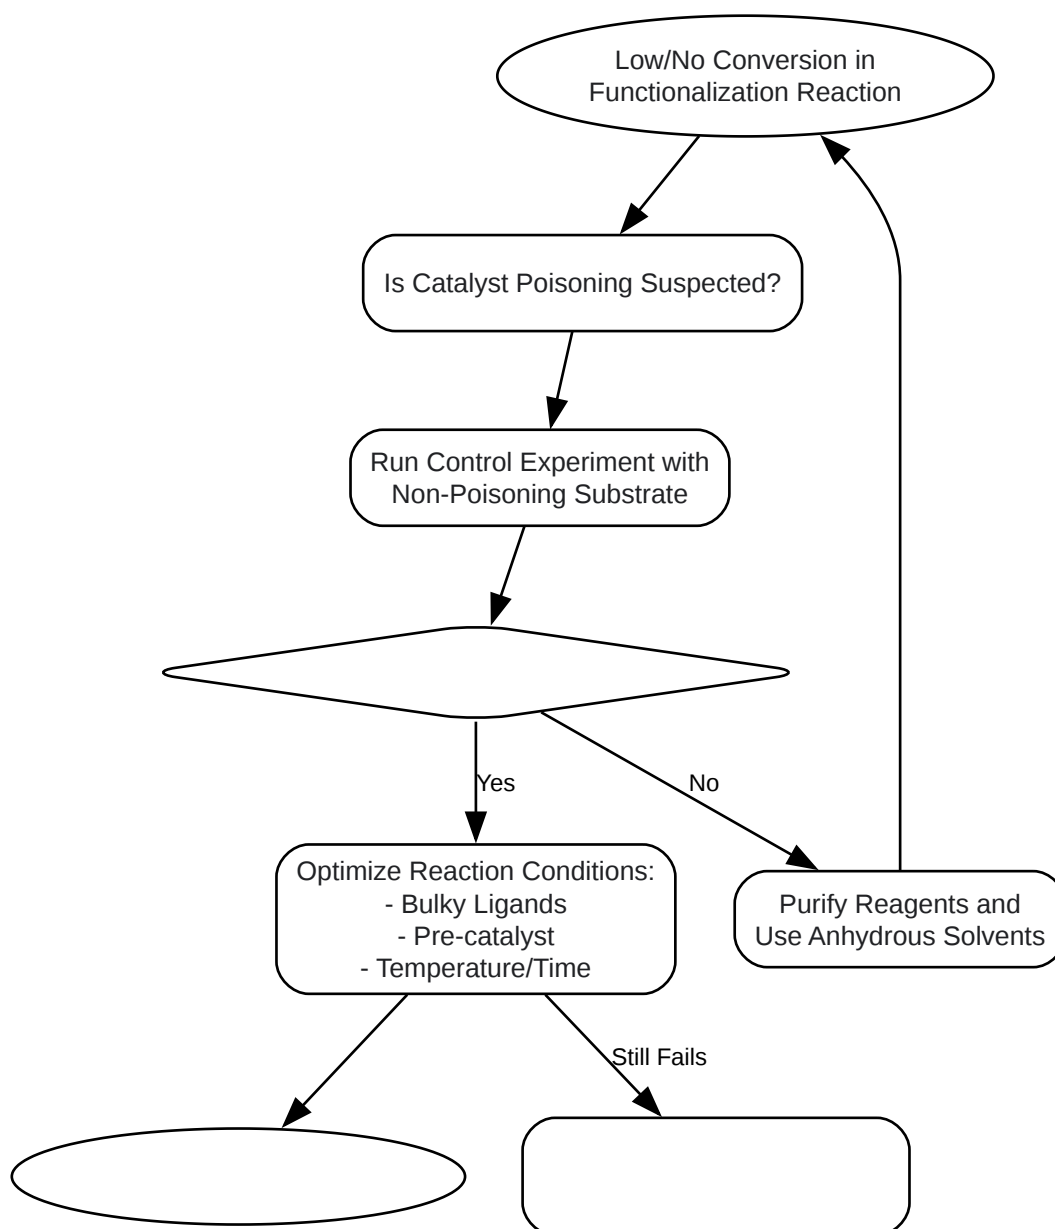 Low/No Conversion in
Functionalization Reaction
Is Catalyst Poisoning Suspected?
Run Control Experiment with
Non-Poisoning Substrate
Yes
No
Optimize Reaction Conditions:
- Bulky Ligands
- Pre-catalyst
- Temperature/Time
Purify Reagents and
Use Anhydrous Solvents
Still Fails